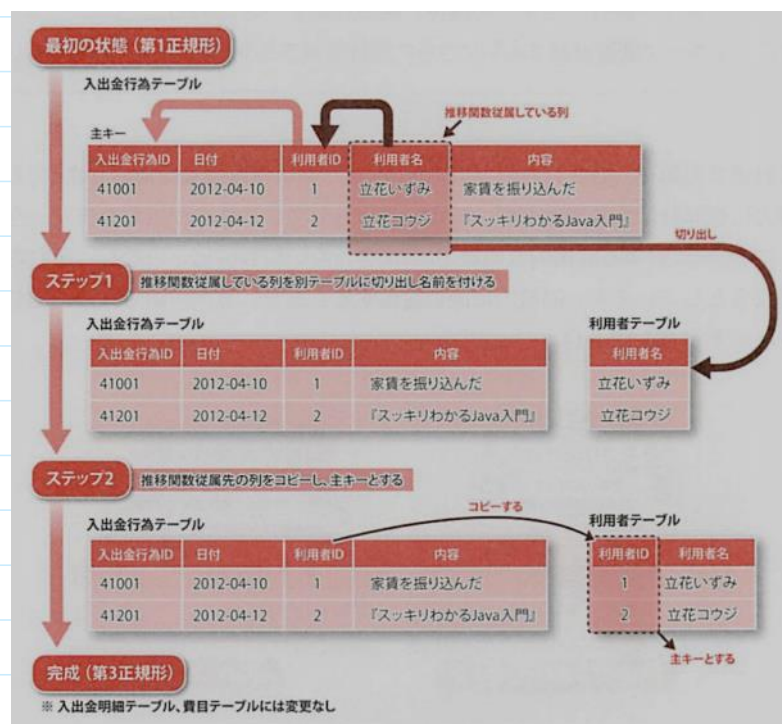 最初の状態(第1正規形)
入出金行為テーブル
推移関数従属している列
主キー
入出金行為ID 日付 利用者ID 利用者名 内容
41001 2012-04-10 1 立花いずみ 家賃を振り込んだ
41201 2012-04-12 2 立花コウジ 『スッキリわかるJava入門』
切り出し
ステップ1 推移関数従属している列を別テーブルに切り出し名前を付ける
入出金行為テーブル 利用者テーブル
入出金行為ID 日付 利用者ID 内容 利用者名
41001 2012-04-10 1 家賃を振り込んだ 立花いずみ
41201 2012-04-12 2 『スッキリわかるJava入門』 立花コウジ
ステップ2 推移関数従属先の列をコピーし、主キーとする
コピーする
入出金行為テーブル 利用者テーブル
入出金行為ID 日付 利用者ID 内容 利用者ID 利用者名
41001 2012-04-10 1 家賃を振り込んだ 1 立花いずみ
41201 2012-04-12 2 『スッキリわかるJava入門』 2 立花コウジ
主キーとする
完成(第3正規形)
※ 入出金明細テーブル、費目テーブルには変更なし